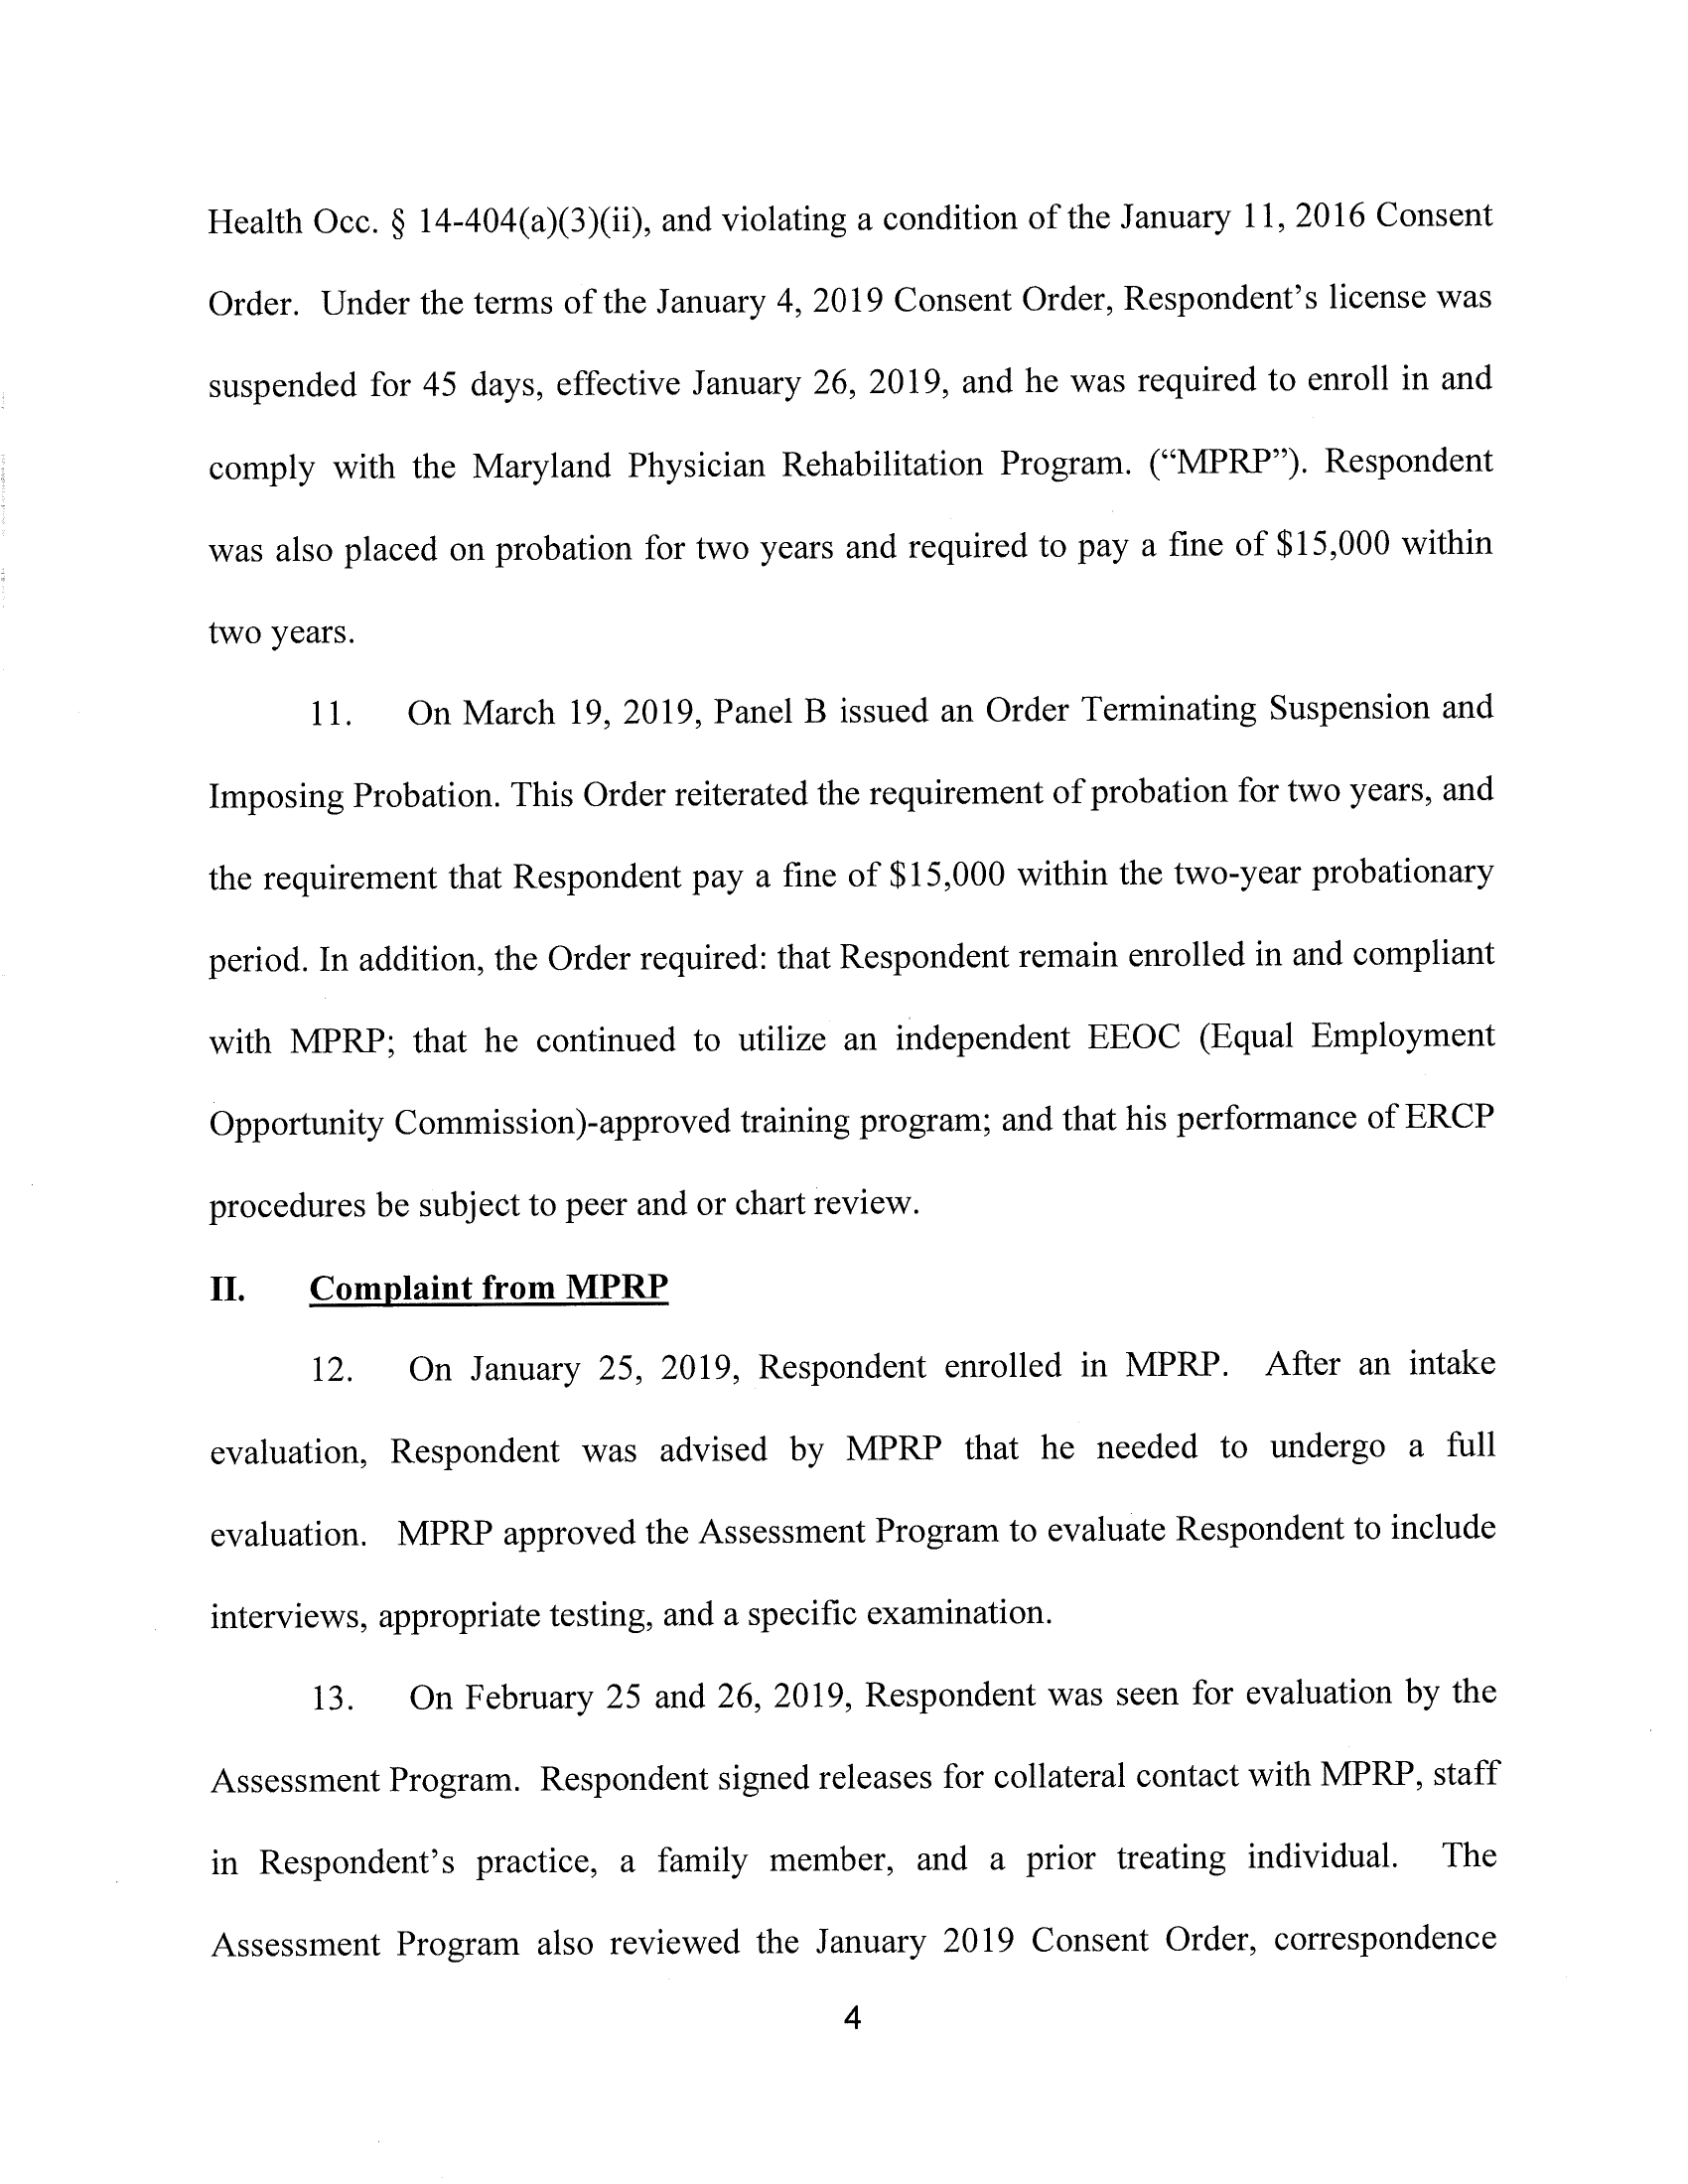 Health Occ. § 14-404(a)(3)(ii), and violating a condition of the January 11, 2016 Consent
Order. Under the terms of the January 4, 2019 Consent Order, Respondent's license was
suspended for 45 days, effective January 26, 2019, and he was required to enroll in and
comply with the Maryland Physician Rehabilitation Program. ("MPRP"). Respondent
was also placed on probation for two years and required to pay a fine of $15,000 within
two years.
11. On March 19, 2019, Panel B issued an Order Terminating Suspension and
Imposing Probation. This Order reiterated the requirement of probation for two years, and
the requirement that Respondent pay a fine of $15,000 within the two-year probationary
period. In addition, the Order required: that Respondent remain enrolled in and compliant
with MPRP; that he continued to utilize an independent EEOC (Equal Employment
Opportunity Commission)-approved training program; and that his performance of ERCP
procedures be subject to peer and or chart review.
II. Complaint from MPRP
12. On January 25, 2019, Respondent enrolled in MPRP. After an intake
evaluation, Respondent was advised by MPRP that he needed to undergo a full
evaluation. MPRP approved the Assessment Program to evaluate Respondent to include
interviews, appropriate testing, and a specific examination.
13. On February 25 and 26, 2019, Respondent was seen for evaluation by the
Assessment Program. Respondent signed releases for collateral contact with MPRP, staff
in Respondent's practice, a family member, and a prior treating individual. The
Assessment Program also reviewed the January 2019 Consent Order, correspondence
4